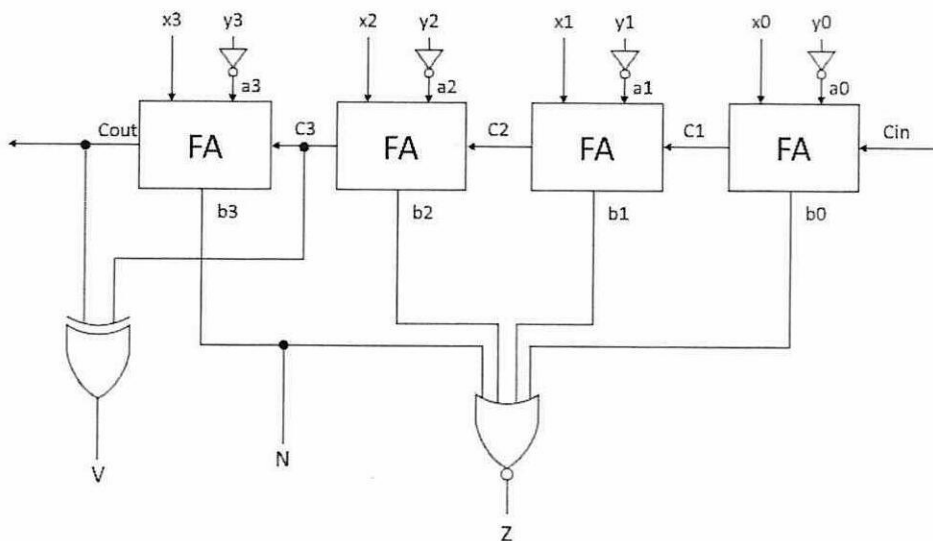 x3 y3 x2 y2 x1 y1 x0 y0
a3 a2 a1 a0
Cout FA C3 FA C2 FA C1 FA Cin
b3 b2 b1 b0
V N Z